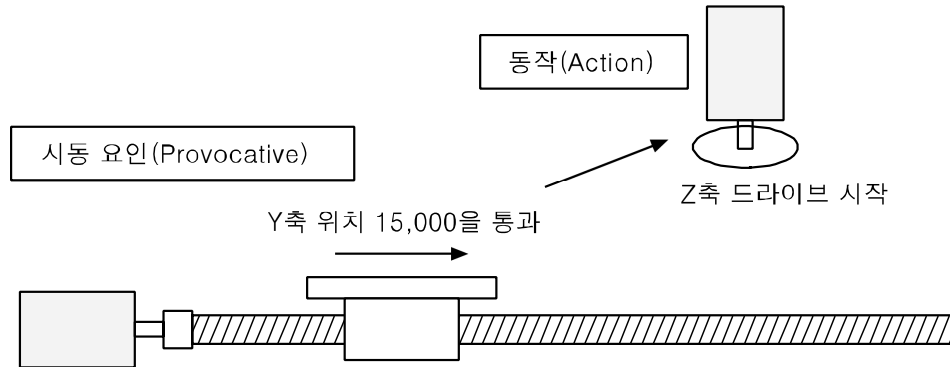 동작(Action)
시동 요인(Provocative)
Z축 드라이브 시작
Y축 위치 15,000을 통과